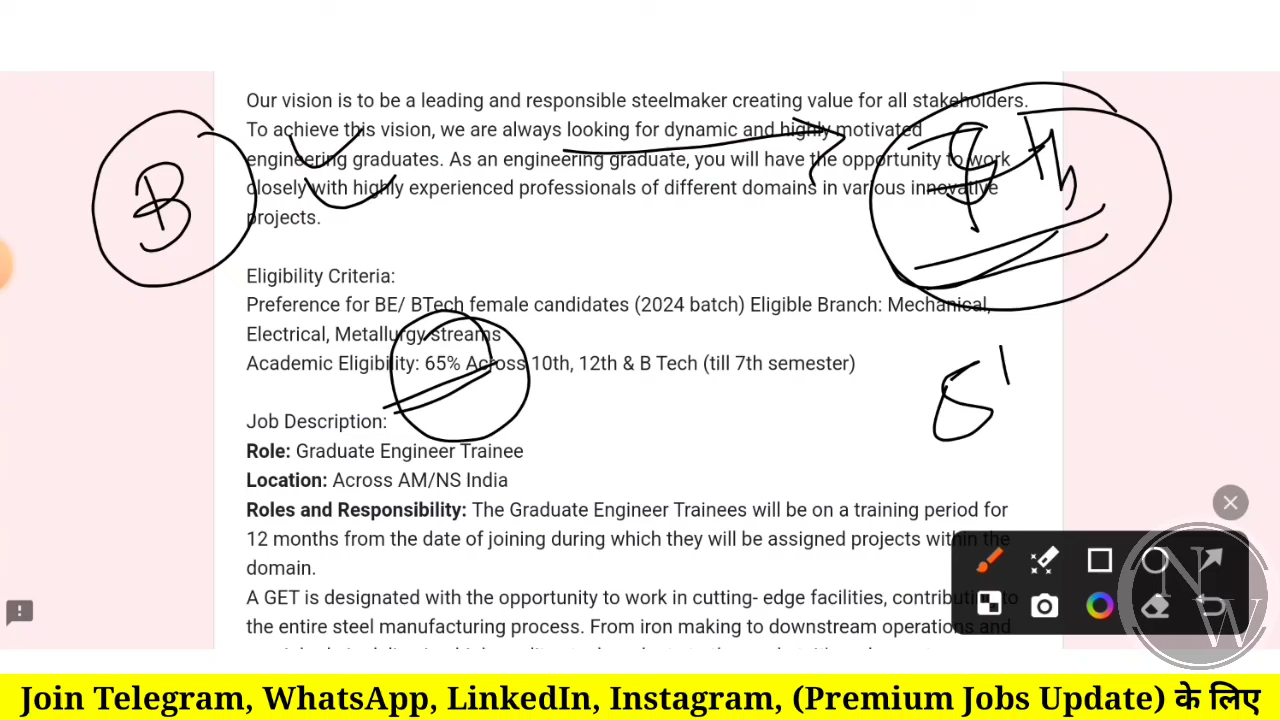 Our vision is to be a leading and responsible steelmaker creating value for all stakeholders.
To achieve this vision, we are always looking for dynamic and highly motivated
engineering graduates. As an engineering graduate, you will have the opportunity to work
closely with highly experienced professionals of different domains in various innovative
projects.
B
Eligibility Criteria:
Preference for BE/ BTech female candidates (2024 batch) Eligible Branch: Mechanical,
Electrical, Metallurgy streams
Academic Eligibility: 65% Across 10th, 12th & B Tech (till 7th semester)
Job Description:
Role: Graduate Engineer Trainee
Location: Across AM/NS India
Roles and Responsibility: The Graduate Engineer Trainees will be on a training period for
12 months from the date of joining during which they will be assigned projects within the
domain.
A GET is designated with the opportunity to work in cutting- edge facilities, contributing to
the entire steel manufacturing process. From iron making to downstream operations and
N
W
Join Telegram, WhatsApp, LinkedIn, Instagram, (Premium Jobs Update) के लिए